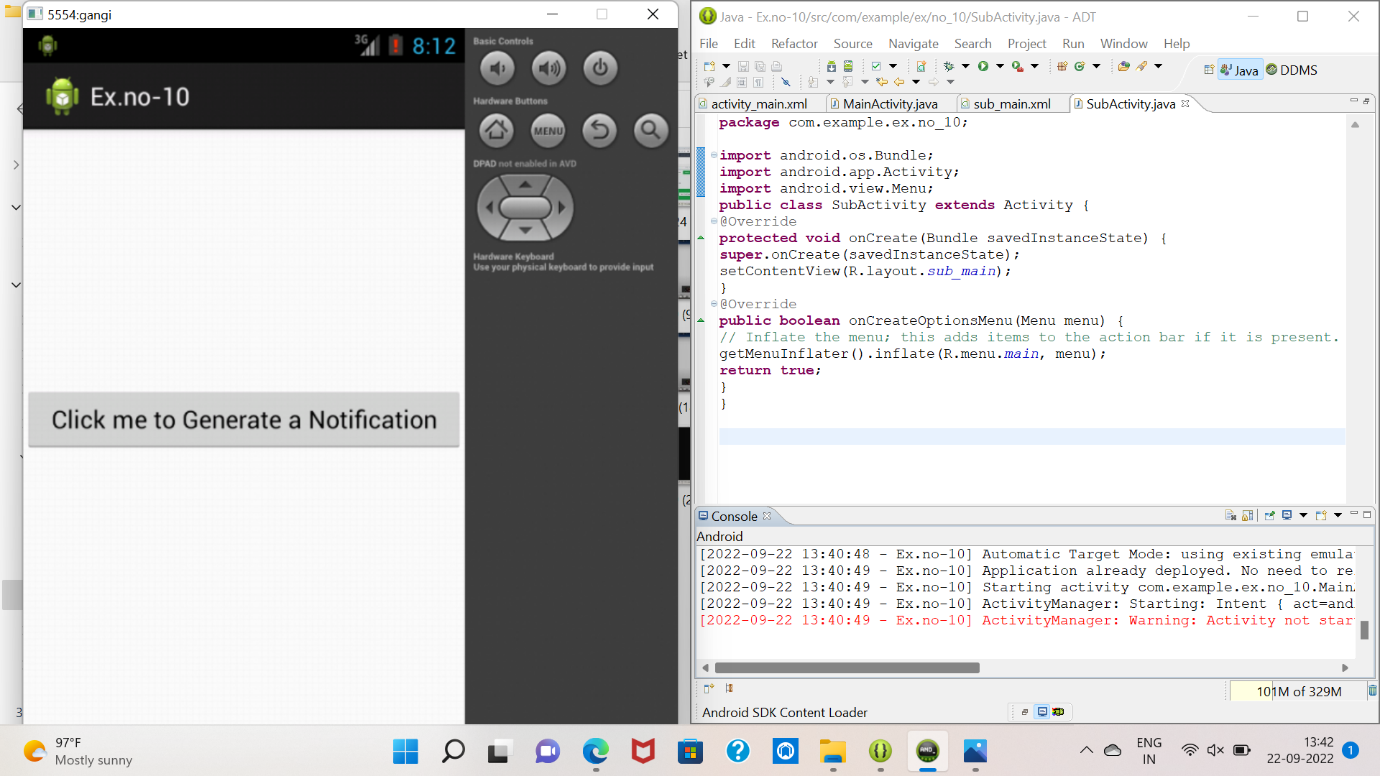 5554:gangi
3G 8:12
Ex.no-10
Click me to Generate a Notification
Basic Controls
Hardware Buttons
MENU
DPAD not enabled in AVD
Hardware Keyboard
Use your physical keyboard to provide input
et
24
(9
(1
(2
3
Java - Ex.no-10/src/com/example/ex/no_10/SubActivity.java - ADT
File Edit Refactor Source Navigate Search Project Run Window Help
Java DDMS
activity_main.xml MainActivity.java sub_main.xml SubActivity.java
package com.example.ex.no_10;
import android.os.Bundle;
import android.app.Activity;
import android.view.Menu;
public class SubActivity extends Activity {
@Override
protected void onCreate(Bundle savedInstanceState) {
super.onCreate(savedInstanceState);
setContentView(R.layout.sub_main);
}
@Override
public boolean onCreateOptionsMenu(Menu menu) {
// Inflate the menu; this adds items to the action bar if it is present.
getMenuInflater().inflate(R.menu.main, menu);
return true;
}
}
Console
Android
[2022-09-22 13:40:48 - Ex.no-10] Automatic Target Mode: using existing emula
[2022-09-22 13:40:49 - Ex.no-10] Application already deployed. No need to re
[2022-09-22 13:40:49 - Ex.no-10] Starting activity com.example.ex.no_10.Main
[2022-09-22 13:40:49 - Ex.no-10] ActivityManager: Starting: Intent { act=and
[2022-09-22 13:40:49 - Ex.no-10] ActivityManager: Warning: Activity not star
101M of 329M
Android SDK Content Loader
97°F
Mostly sunny
ENG
IN
13:42
22-09-2022
1